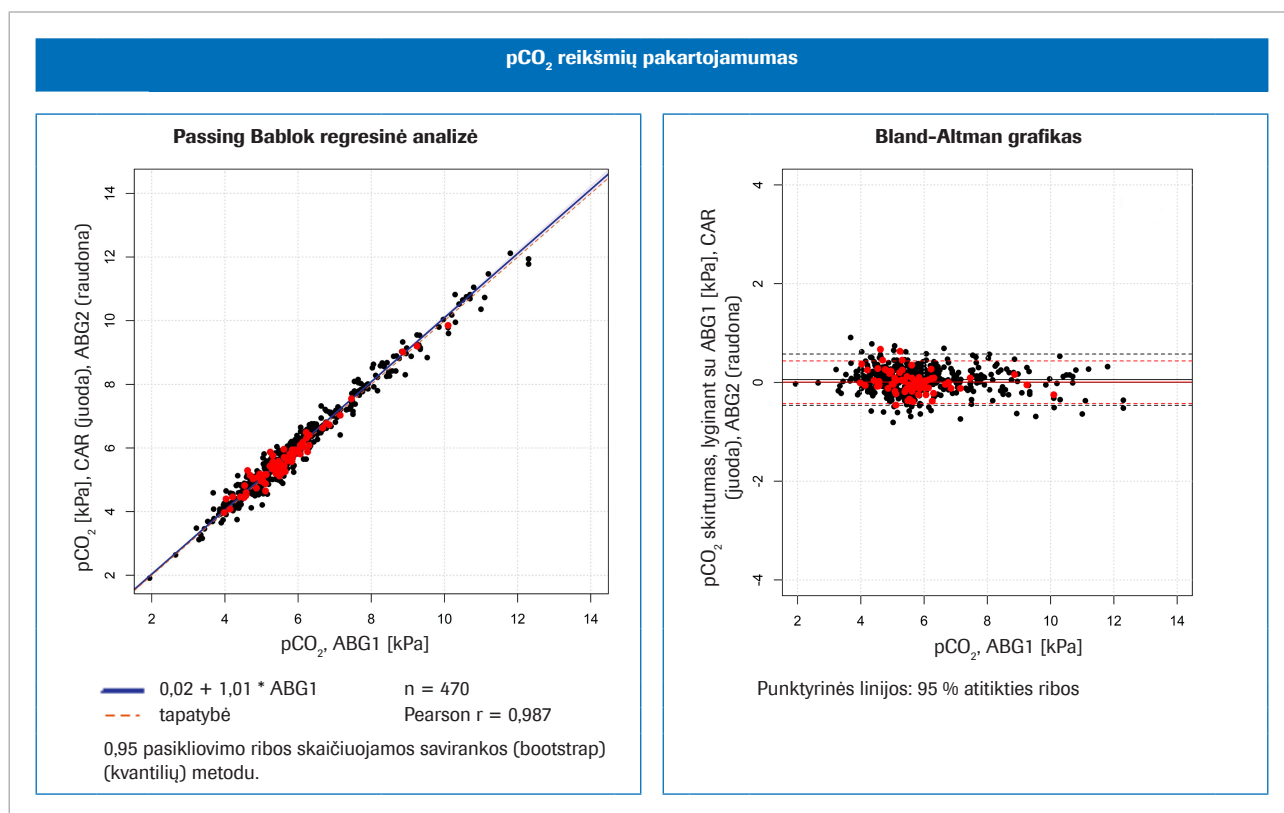 pCO₂ reikšmių pakartojamumas
Passing Bablok regresinė analizė
pCO₂ [kPa], CAR (juoda), ABG2 (raudona)
14
12
10
8
6
4
2
2 4 6 8 10 12 14
pCO₂, ABG1 [kPa]
0,02 + 1,01 * ABG1 n = 470
tapatybė Pearson r = 0,987
0,95 pasikliovimo ribos skaičiuojamos savirankos (bootstrap)
(kvantilių) metodu.
Bland-Altman grafikas
pCO₂ skirtumas, lyginant su ABG1 [kPa], CAR
(juoda), ABG2 (raudona)
4
2
0
-2
-4
2 4 6 8 10 12 14
pCO₂, ABG1 [kPa]
Punktyrinės linijos: 95 % atitikties ribos